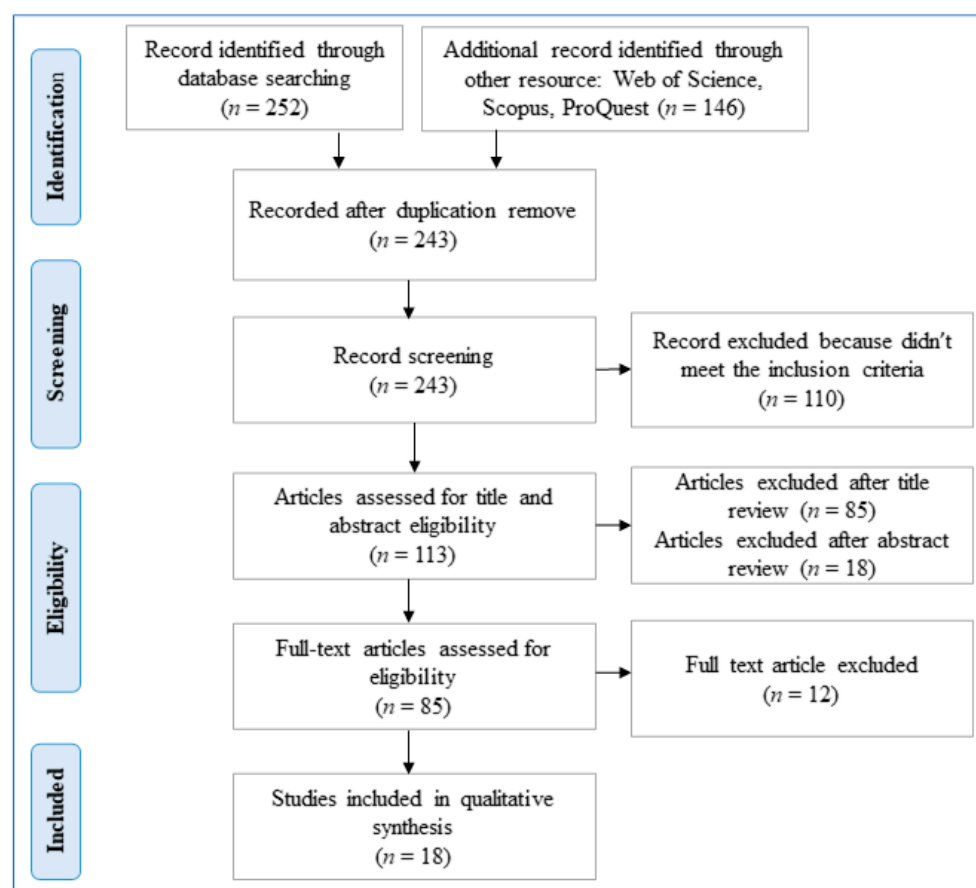 Identification
Record identified through
database searching
(n = 252)
Additional record identified through
other resource: Web of Science,
Scopus, ProQuest (n = 146)
Recorded after duplication remove
(n = 243)
Screening
Record screening
(n = 243)
Record excluded because didn't
meet the inclusion criteria
(n = 110)
Eligibility
Articles assessed for title and
abstract eligibility
(n = 113)
Articles excluded after title
review (n = 85)
Articles excluded after abstract
review (n = 18)
Full-text articles assessed for
eligibility
(n = 85)
Full text article excluded
(n = 12)
Included
Studies included in qualitative
synthesis
(n = 18)